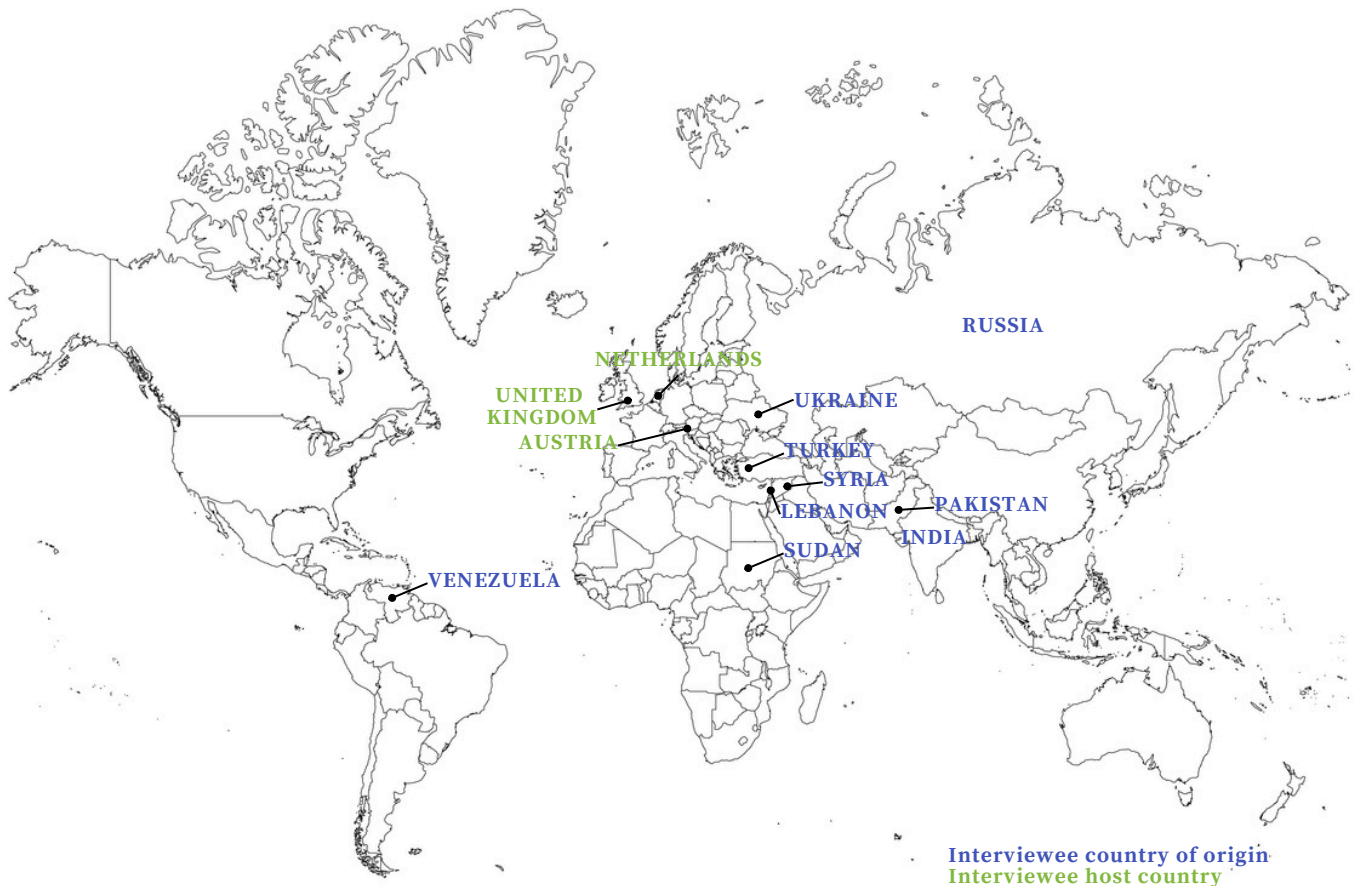 RUSSIA
NETHERLANDS
UNITED
KINGDOM
UKRAINE
AUSTRIA
TURKEY
SYRIA
PAKISTAN
LEBANON
INDIA
SUDAN
VENEZUELA
Interviewee country of origin
Interviewee host country